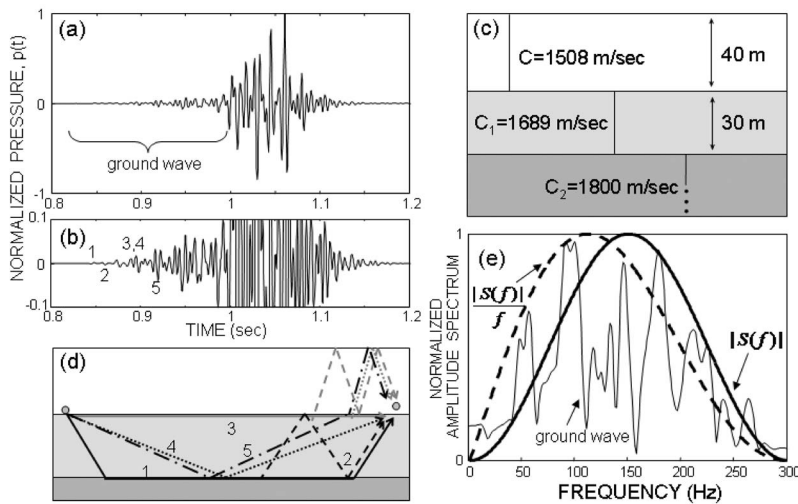 (a)
NORMALIZED PRESSURE, p(t)
1
0
-1
ground wave
0.8 0.9 1 1.1 1.2
(b)
0.1
0
-0.1
1
2
3,4
5
0.8 0.9 1 1.1 1.2
TIME (sec)
(c)
C=1508 m/sec
40 m
C1=1689 m/sec
30 m
C2=1800 m/sec
(d)
3
4
5
1
2
(e)
NORMALIZED
AMPLITUDE SPECTRUM
1
0
|S(f)|
f
|S(f)|
ground wave
0 50 100 150 200 250 300
FREQUENCY (Hz)